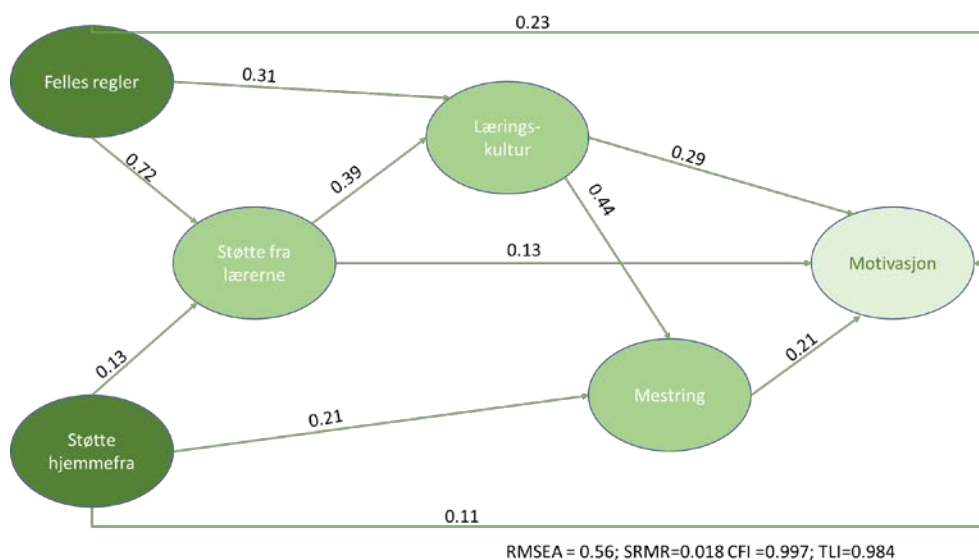 0.23
Felles regler
0.31
Lærings-
kultur
0.72
0.39
0.29
0.44
Støtte fra
lærerne
0.13
Motivasjon
0.13
0.21
Mestring
0.21
Støtte
hjemmefra
0.11
RMSEA = 0.56; SRMR=0.018 CFI =0.997; TLI=0.984